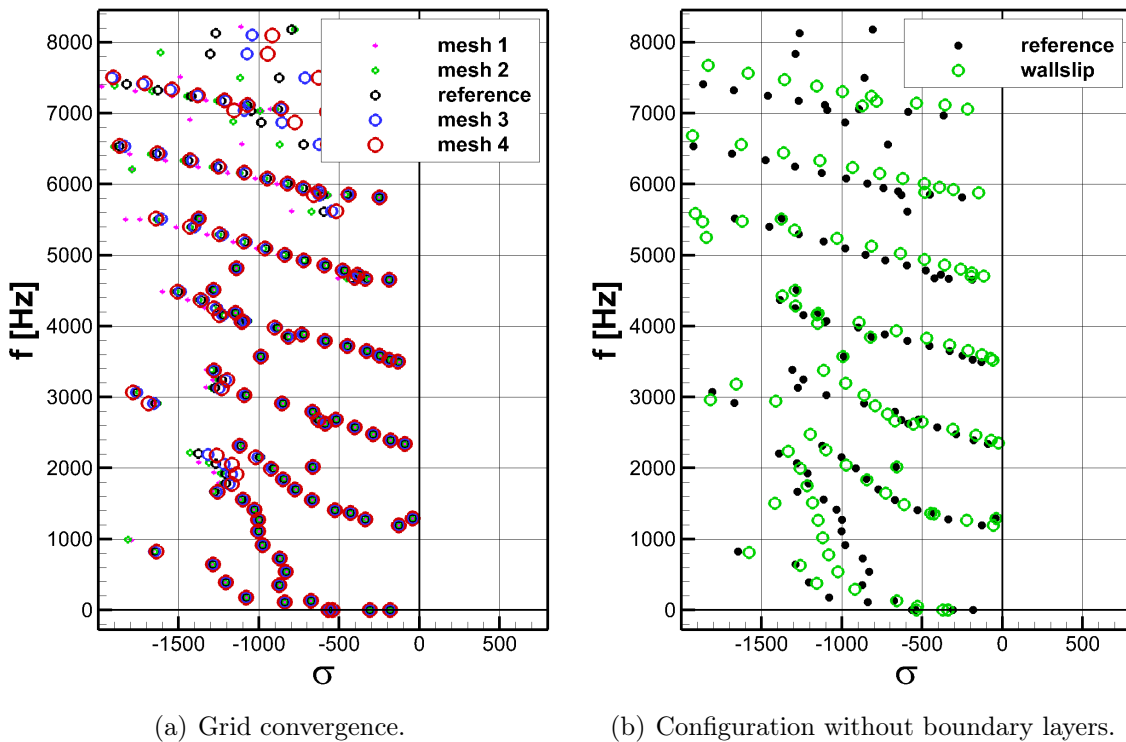 8000
7000
6000
5000
4000
3000
2000
1000
0
f [Hz]
-1500
-1000
-500
0
500
σ
mesh 1
mesh 2
reference
mesh 3
mesh 4
(a) Grid convergence.
8000
7000
6000
5000
4000
3000
2000
1000
0
f [Hz]
-1500
-1000
-500
0
500
σ
reference
wallslip
(b) Configuration without boundary layers.